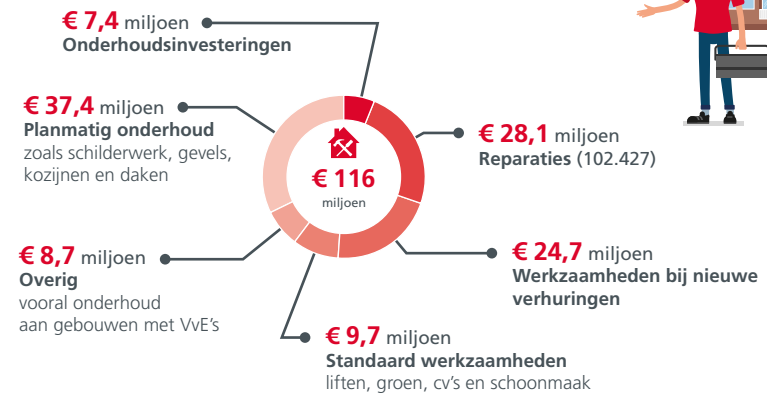 € 7,4 miljoen
Onderhoudsinvesteringen
€ 37,4 miljoen
Planmatig onderhoud
zoals schilderwerk, gevels,
kozijnen en daken
€ 8,7 miljoen
Overig
vooral onderhoud
aan gebouwen met VvE's
€ 116
miljoen
€ 28,1 miljoen
Reparaties (102.427)
€ 24,7 miljoen
Werkzaamheden bij nieuwe
verhuringen
€ 9,7 miljoen
Standaard werkzaamheden
liften, groen, cv's en schoonmaak